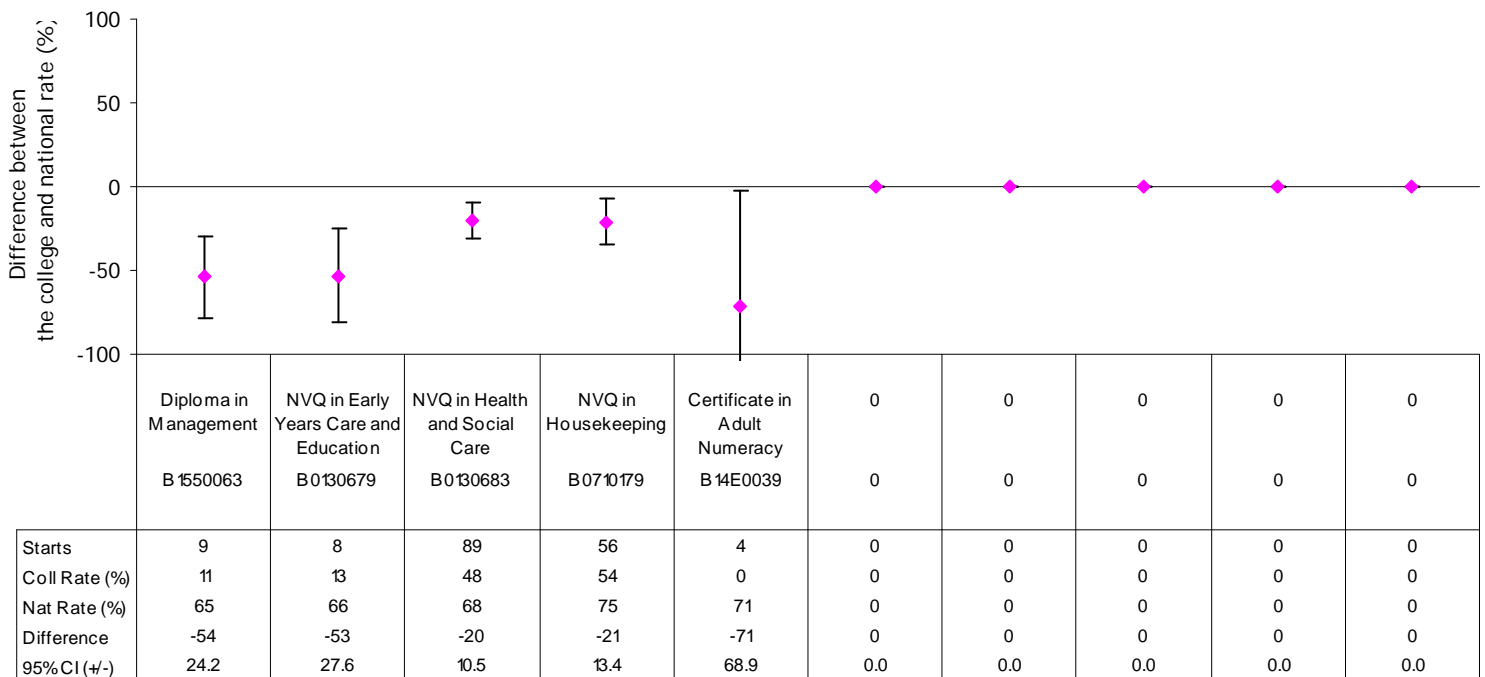 Difference between
the college and national rate (%)
100
50
0
-50
-100
Diploma in Management NVQ in Early Years Care and Education NVQ in Health and Social Care NVQ in Housekeeping Certificate in Adult Numeracy 0 0 0 0 0
B1550063 B0130679 B0130683 B0710179 B14E0039 0 0 0 0 0
Starts 9 8 89 56 4 0 0 0 0 0
Coll Rate (%) 11 13 48 54 0 0 0 0 0 0
Nat Rate (%) 65 66 68 75 71 0 0 0 0 0
Difference -54 -53 -20 -21 -71 0 0 0 0 0
95% CI (+/-) 24.2 27.6 10.5 13.4 68.9 0.0 0.0 0.0 0.0 0.0